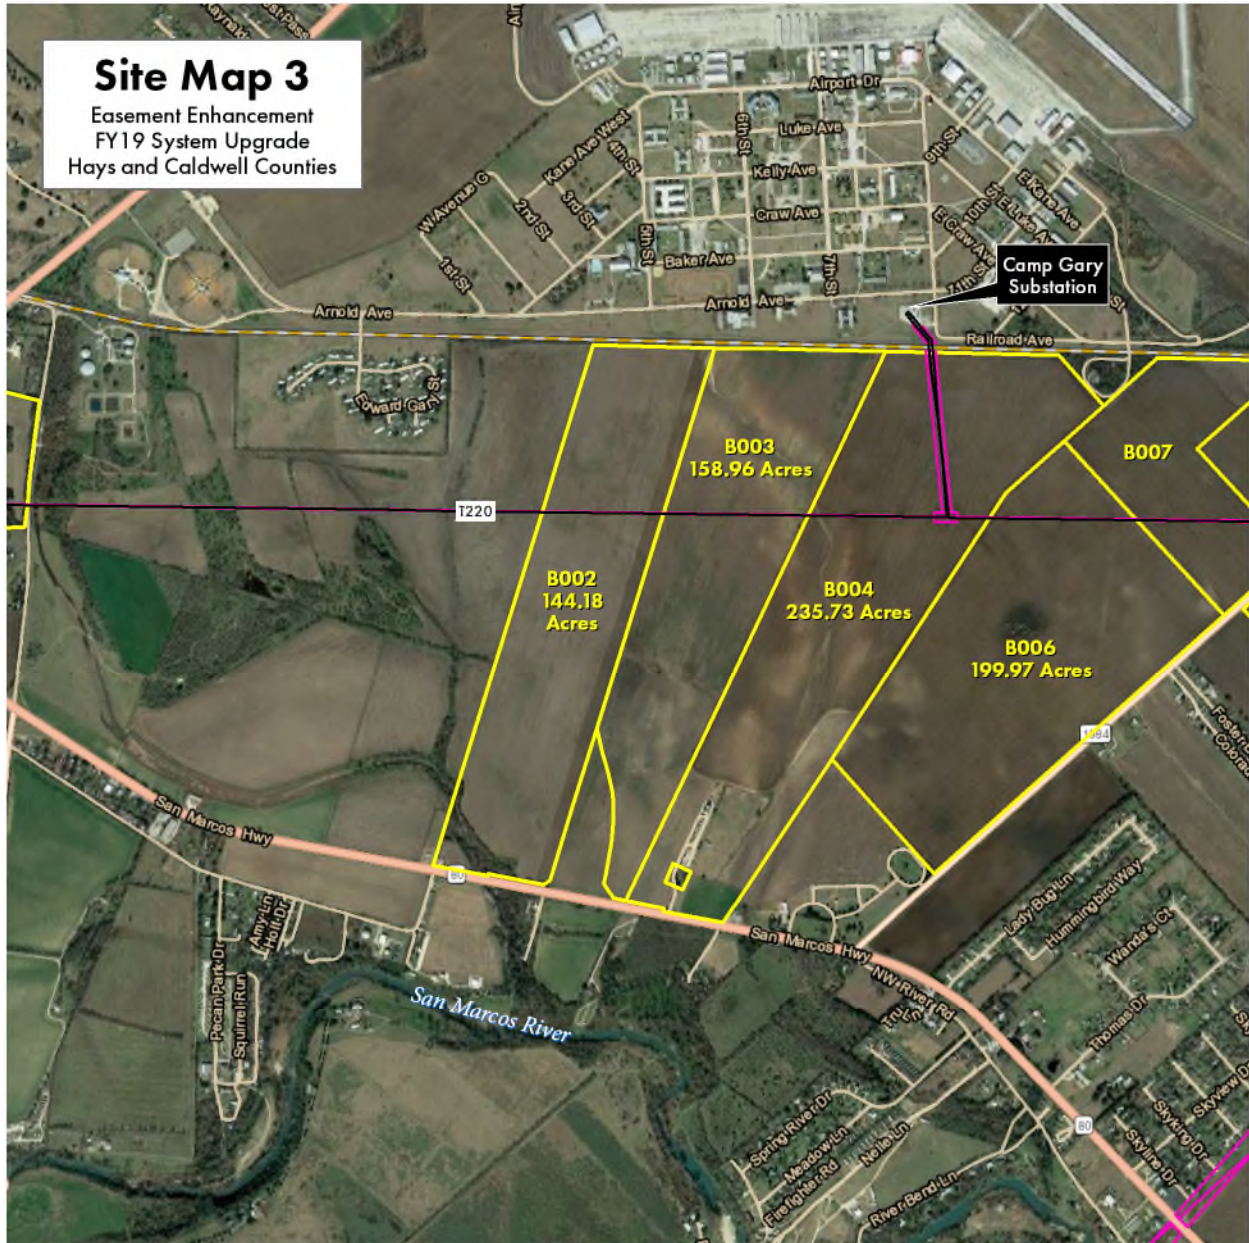 Site Map 3
Easement Enhancement
FY19 System Upgrade
Hays and Caldwell Counties
Airport Dr
Luke Ave
6th St
9th St
Kane Ave West
4th St
Kelly Ave
E Kane Ave
W Avenue G
3rd St
2nd St
Craw Ave
10th St
E Luke Ave
E Craw Ave
5th St
Baker Ave
7th St
1st St
11th St
Camp Gary
Substation
St
Arnold Ave
Arnold Ave
Railroad Ave
Edward Gary St
B003
158.96 Acres
B007
T220
B002
144.18
Acres
B004
235.73 Acres
B006
199.97 Acres
1984
San Marcos Hwy
80
Lady Bug Ln
Hummingbird Way
Wanda's Ct
Amy Ln
Holt Dr
Pecan Park Dr
Squirrel Run
San Marcos Hwy
NW River Rd
San Marcos River
Thomas Dr
80
Spring River Dr
Meadow Ln
Nelle Ln
Firefighter Rd
River Bend Ln
Skyview Dr
Skyking Dr
Skyline Dr